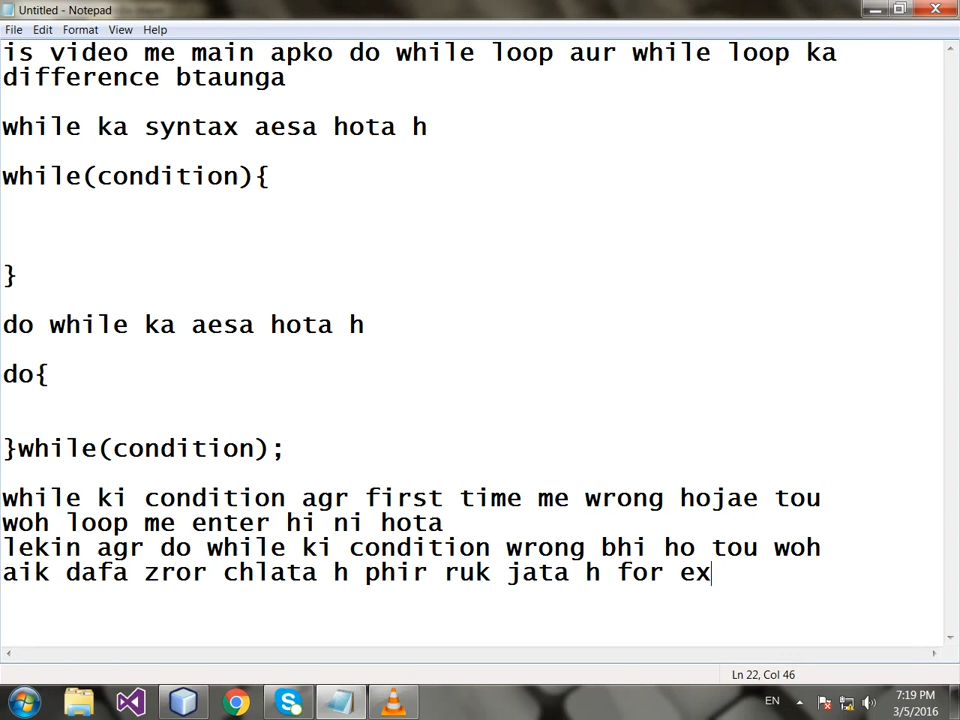 Untitled - Notepad
File Edit Format View Help
is video me main apko do while loop aur while loop ka
difference btaunga
while ka syntax aesa hota h
while(condition){
}
do while ka aesa hota h
do{
}while(condition);
while ki condition agr first time me wrong hojae tou
woh loop me enter hi ni hota
lekin agr do while ki condition wrong bhi ho tou woh
aik dafa zror chlata h phir ruk jata h for ex
Ln 22, Col 46
EN
7:19 PM
3/5/2016